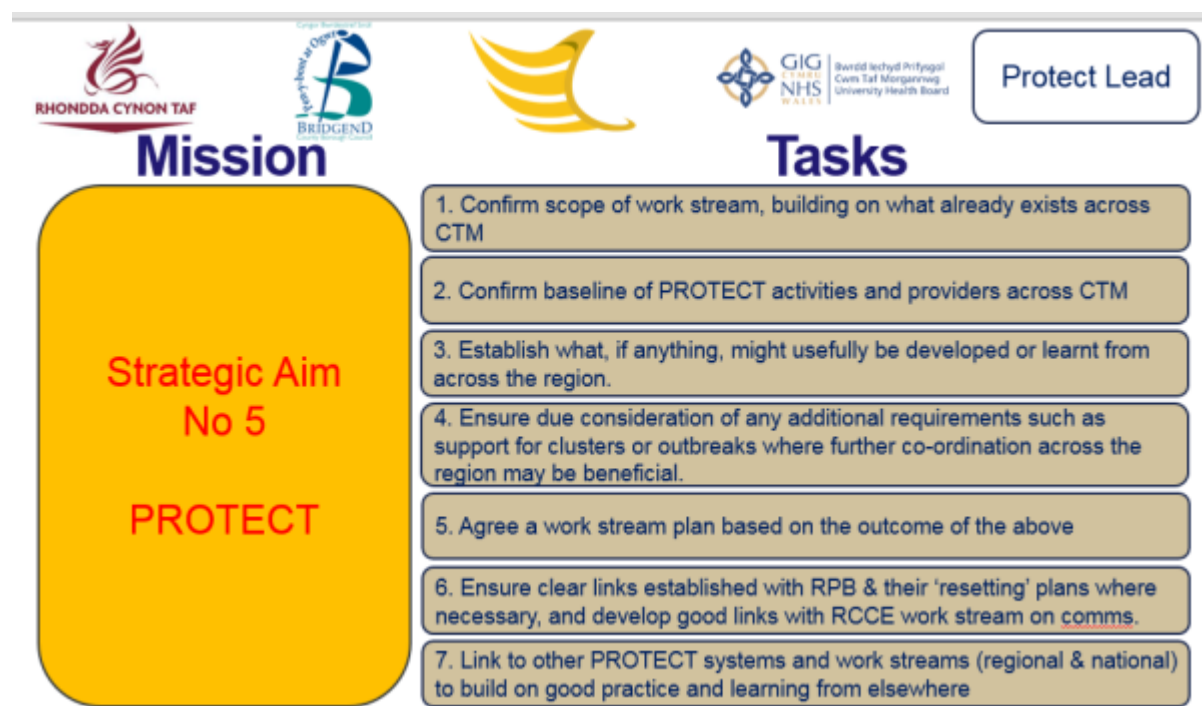 RHONDDA CYNON TAF
Pen-y-bont ar Ogwr
BRIDGEND
County Borough Council
GIG
CYMRU
NHS
WALES
Bwrdd Iechyd Prifysgol
Cwm Taf Morgannwg
University Health Board
Protect Lead
Mission
Tasks
Strategic Aim
No 5
PROTECT
1. Confirm scope of work stream, building on what already exists across
CTM
2. Confirm baseline of PROTECT activities and providers across CTM
3. Establish what, if anything, might usefully be developed or learnt from
across the region.
4. Ensure due consideration of any additional requirements such as
support for clusters or outbreaks where further co-ordination across the
region may be beneficial.
5. Agree a work stream plan based on the outcome of the above
6. Ensure clear links established with RPB & their ‘resetting’ plans where
necessary, and develop good links with RCCE work stream on comms.
7. Link to other PROTECT systems and work streams (regional & national)
to build on good practice and learning from elsewhere